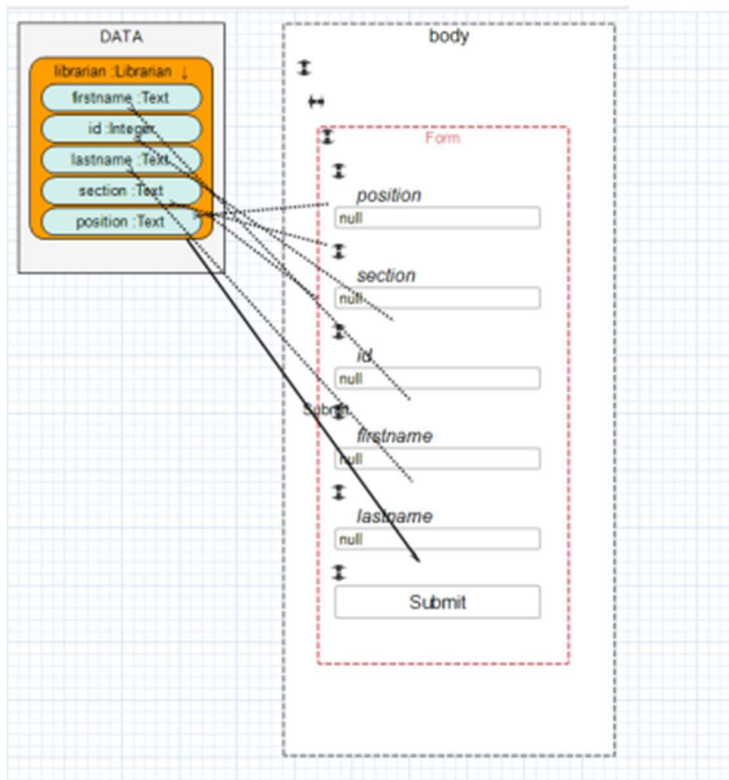 DATA
librarian :Librarian ↓
firstname :Text
id :Integer
lastname :Text
section :Text
position :Text
body
Form
position
null
section
null
id
null
Submit
firstname
null
lastname
null
Submit